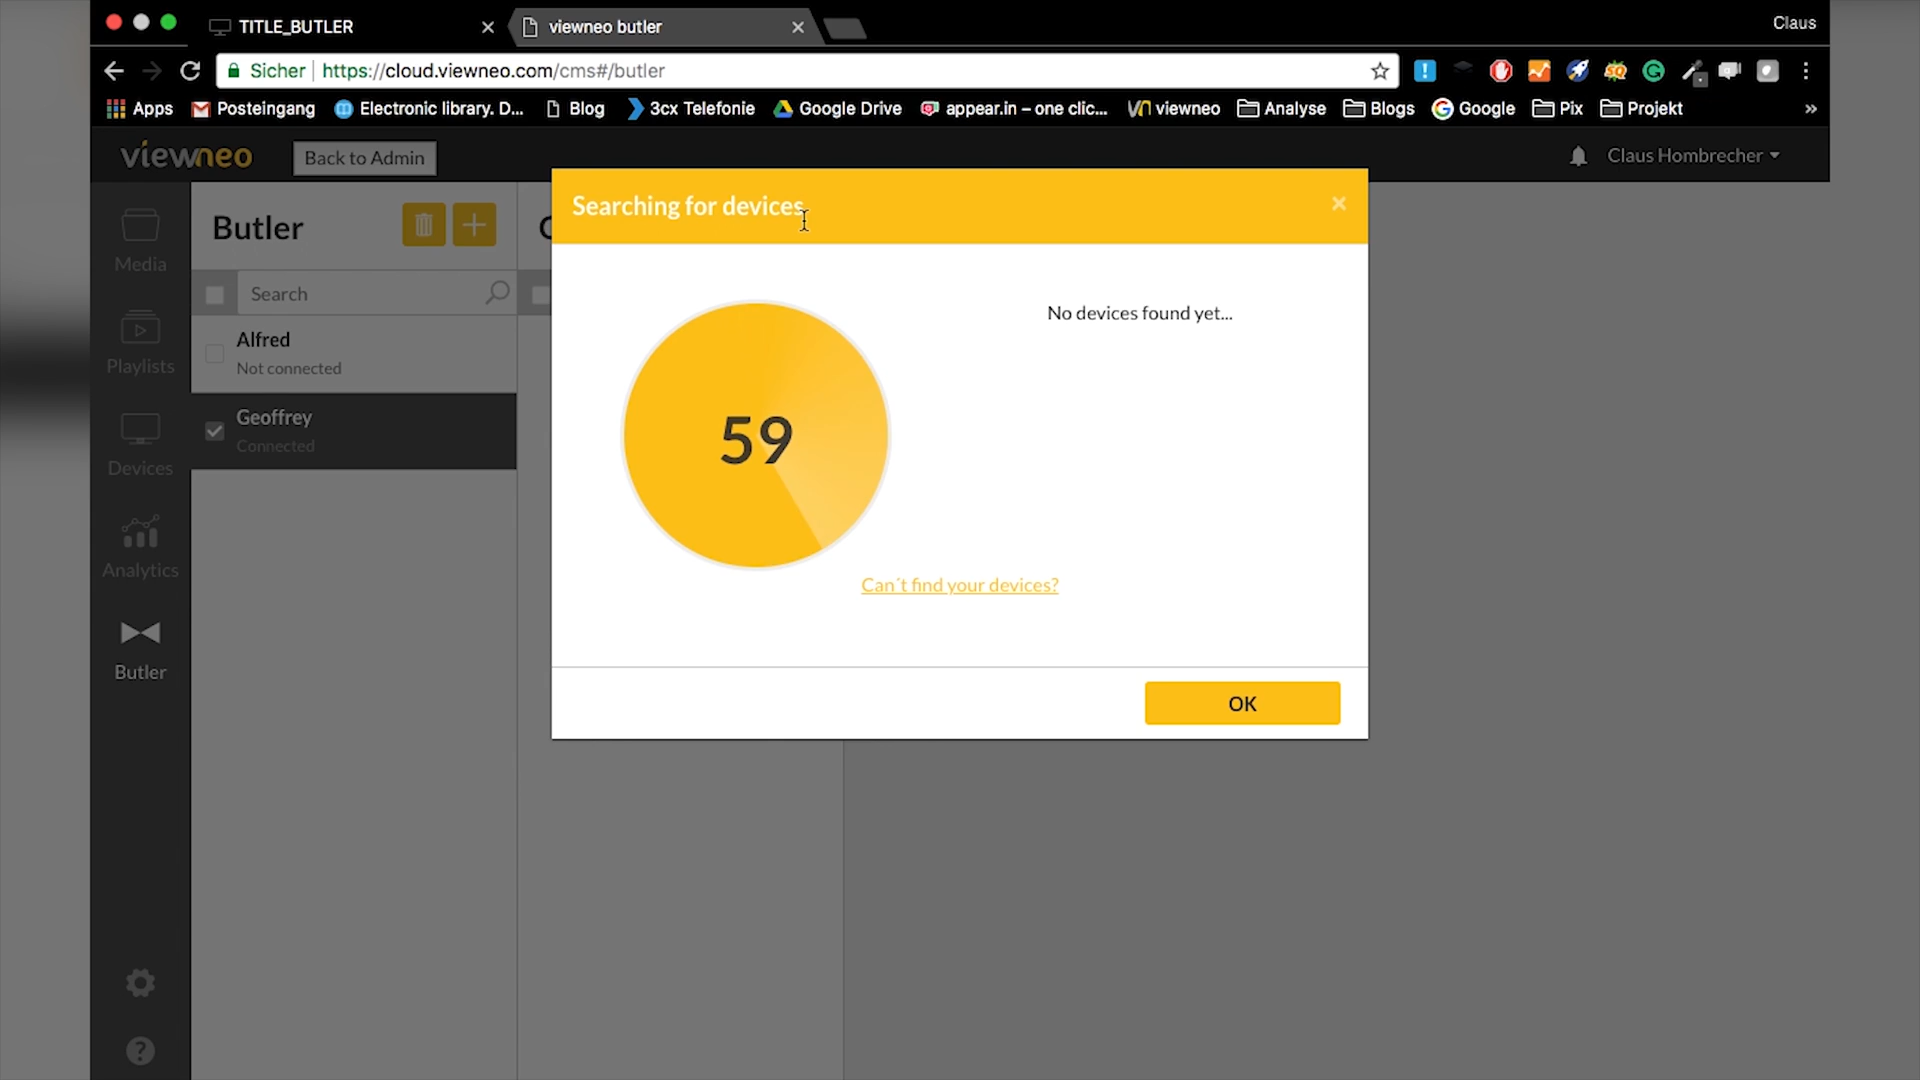 TITLE_BUTLER
viewneo butler
Claus
Sicher
https://cloud.viewneo.com/cms#/butler
Apps
Posteingang
Electronic library. D...
Blog
3cx Telefonie
Google Drive
appear.in – one clic...
viewneo
Analyse
Blogs
Google
Pix
Projekt
»
viewneo
Back to Admin
Claus Hombrecher
Media
Playlists
Devices
Analytics
Butler
Butler
Search
Alfred
Not connected
Geoffrey
Connected
Searching for devices
×
59
No devices found yet...
Can´t find your devices?
OK